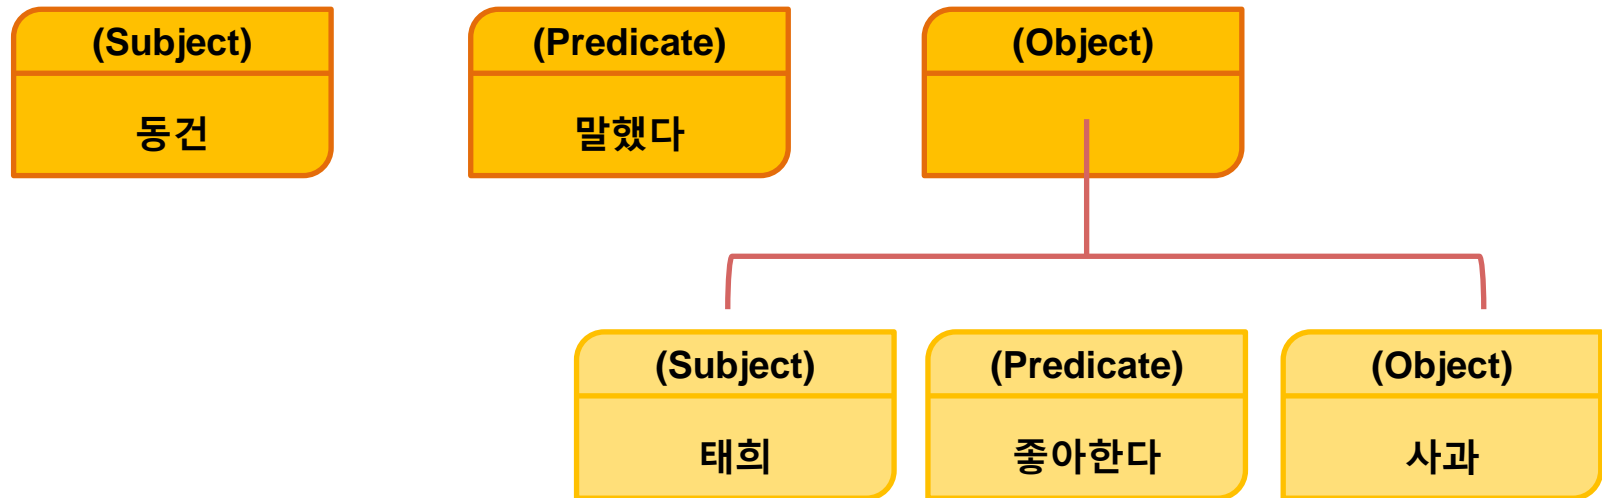 (Subject)
동건
(Predicate)
말했다
(Object)
(Subject)
태희
(Predicate)
좋아한다
(Object)
사과